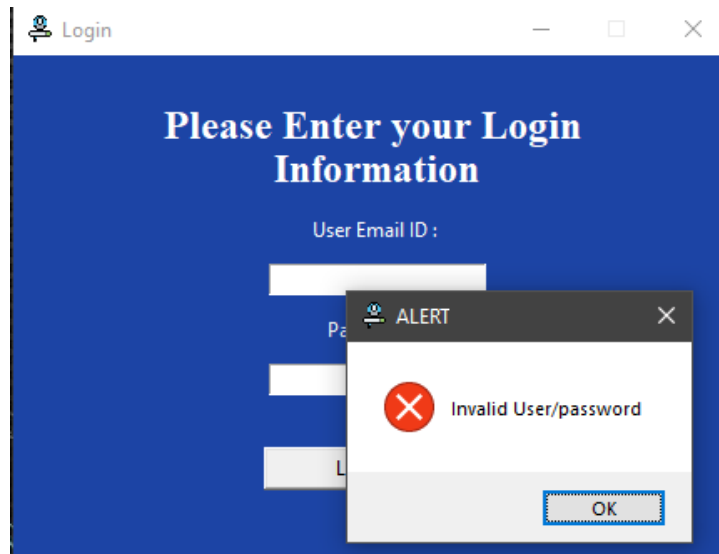 Login
Please Enter your Login
Information
User Email ID :
ALERT
Invalid User/password
OK